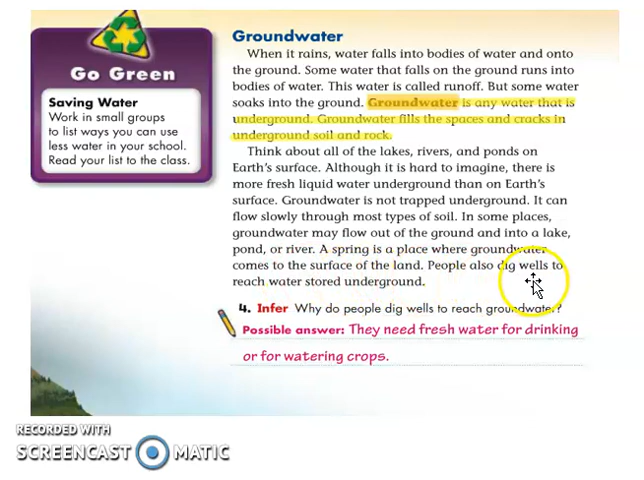 Go Green
Saving Water
Work in small groups
to list ways you can use
less water in your school.
Read your list to the class.
Groundwater
When it rains, water falls into bodies of water and onto
the ground. Some water that falls on the ground runs into
bodies of water. This water is called runoff. But some water
soaks into the ground. Groundwater is any water that is
underground. Groundwater fills the spaces and cracks in
underground soil and rock.
Think about all of the lakes, rivers, and ponds on
Earth's surface. Although it is hard to imagine, there is
more fresh liquid water underground than on Earth's
surface. Groundwater is not trapped underground. It can
flow slowly through most types of soil. In some places,
groundwater may flow out of the ground and into a lake,
pond, or river. A spring is a place where groundwater
comes to the surface of the land. People also dig wells to
reach water stored underground.
4. Infer Why do people dig wells to reach groundwater?
Possible answer: They need fresh water for drinking
or for watering crops.
RECORDED WITH
SCREENCAST MATIC